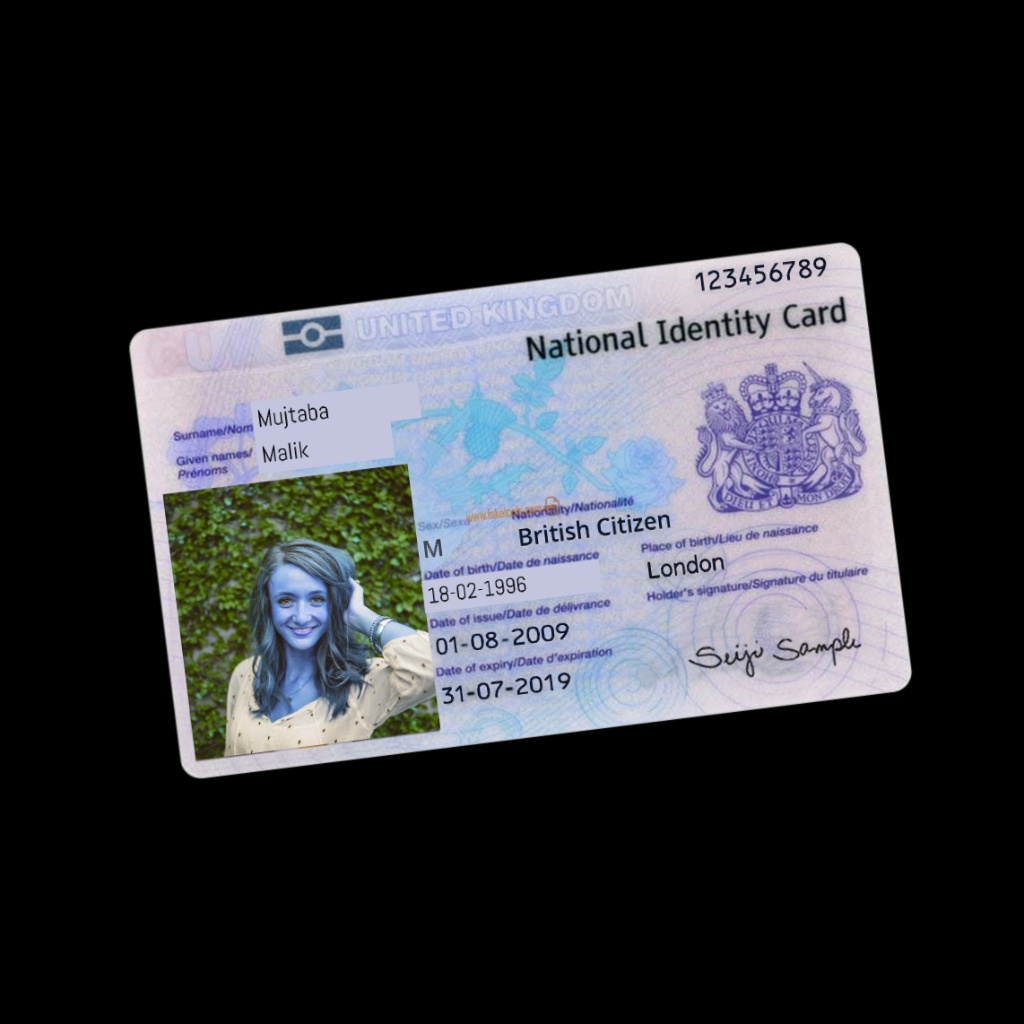 123456789
UNITED KINGDOM
National Identity Card
Surname/Nom
Mujtaba
Given names/
Prénoms
Malik
Sex/Sexe
Nationality/Nationalité
M
British Citizen
Date of birth/Date de naissance
Place of birth/Lieu de naissance
18-02-1996
London
Date of issue/Date de délivrance
Holder's signature/Signature du titulaire
01-08-2009
Seiji Sample
Date of expiry/Date d'expiration
31-07-2019
DIEU ET MON DROIT